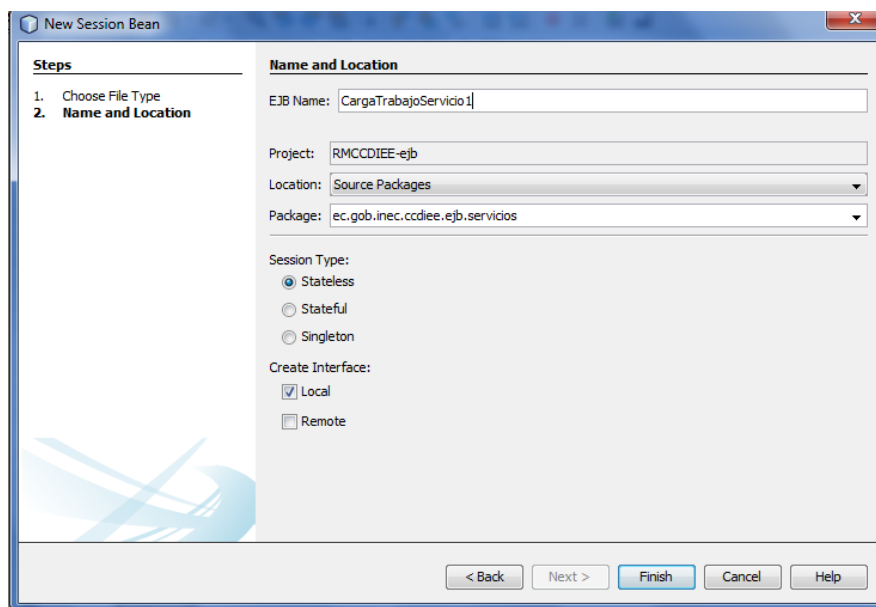 New Session Bean
Steps
1. Choose File Type
2. Name and Location
Name and Location
EJB Name: CargaTrabajoServicio1
Project: RMCCDIEE-ejb
Location: Source Packages
Package: ec.gob.inec.ccdiee.ejb.servicios
Session Type:
Stateless
Stateful
Singleton
Create Interface:
Local
Remote
< Back Next > Finish Cancel Help